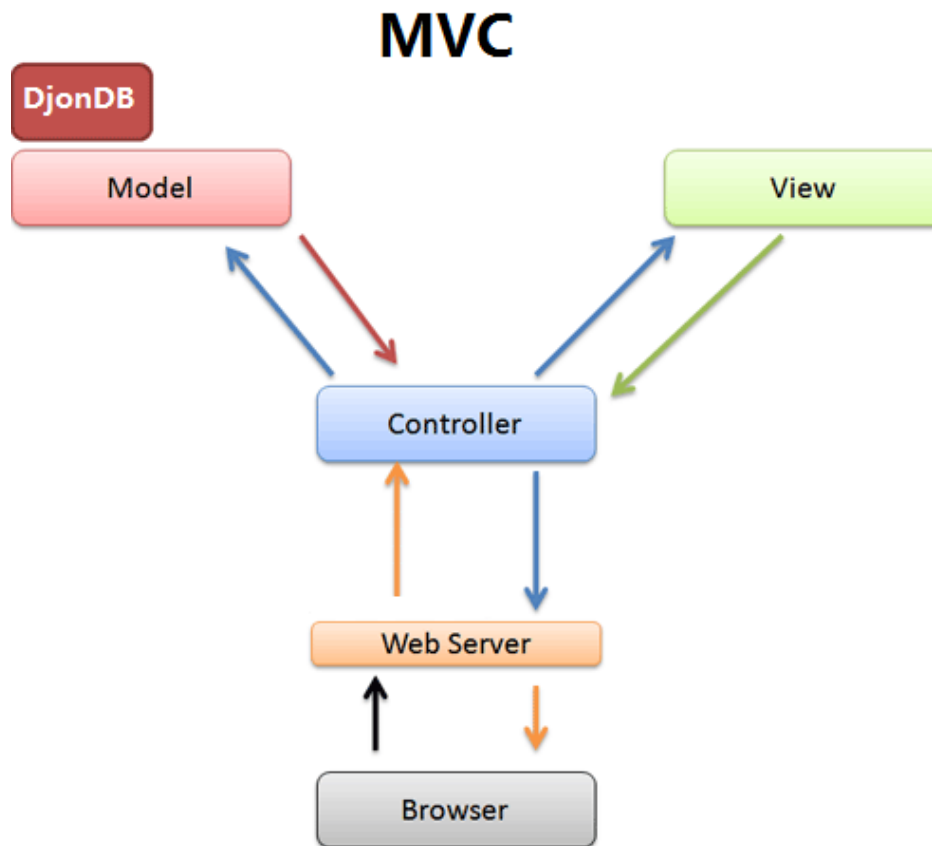 MVC
DjonDB
Model
View
Controller
Web Server
Browser